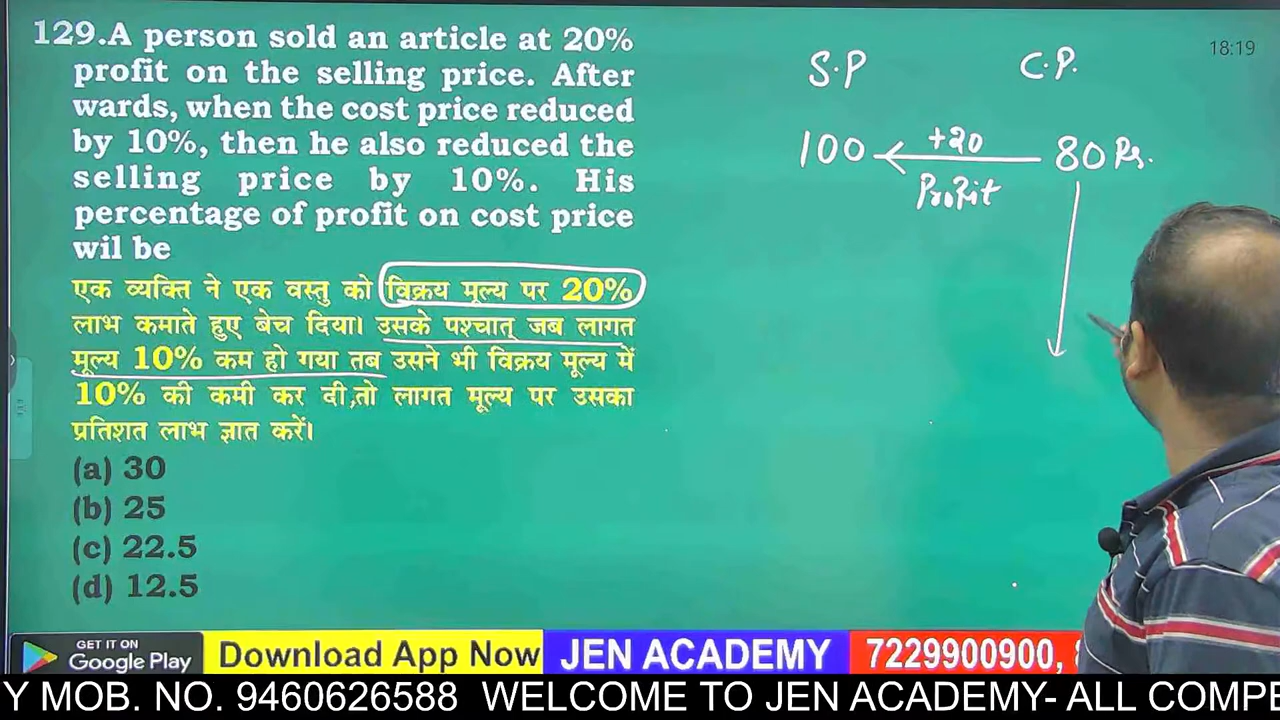 129.A person sold an article at 20%
profit on the selling price. After
wards, when the cost price reduced
by 10%, then he also reduced the
selling price by 10%. His
percentage of profit on cost price
wil be
एक व्यक्ति ने एक वस्तु को विक्रय मूल्य पर 20%
लाभ कमाते हुए बेच दिया। उसके पश्चात् जब लागत
मूल्य 10% कम हो गया तब उसने भी विक्रय मूल्य में
10% की कमी कर दी,तो लागत मूल्य पर उसका
प्रतिशत लाभ ज्ञात करें।
(a) 30
(b) 25
(c) 22.5
(d) 12.5
18:19
S.P C.P.
100 +20 80 Rs.
Profit
GET IT ON
Google Play
Download App Now
JEN ACADEMY
7229900900,
Y MOB. NO. 9460626588 WELCOME TO JEN ACADEMY- ALL COMPE